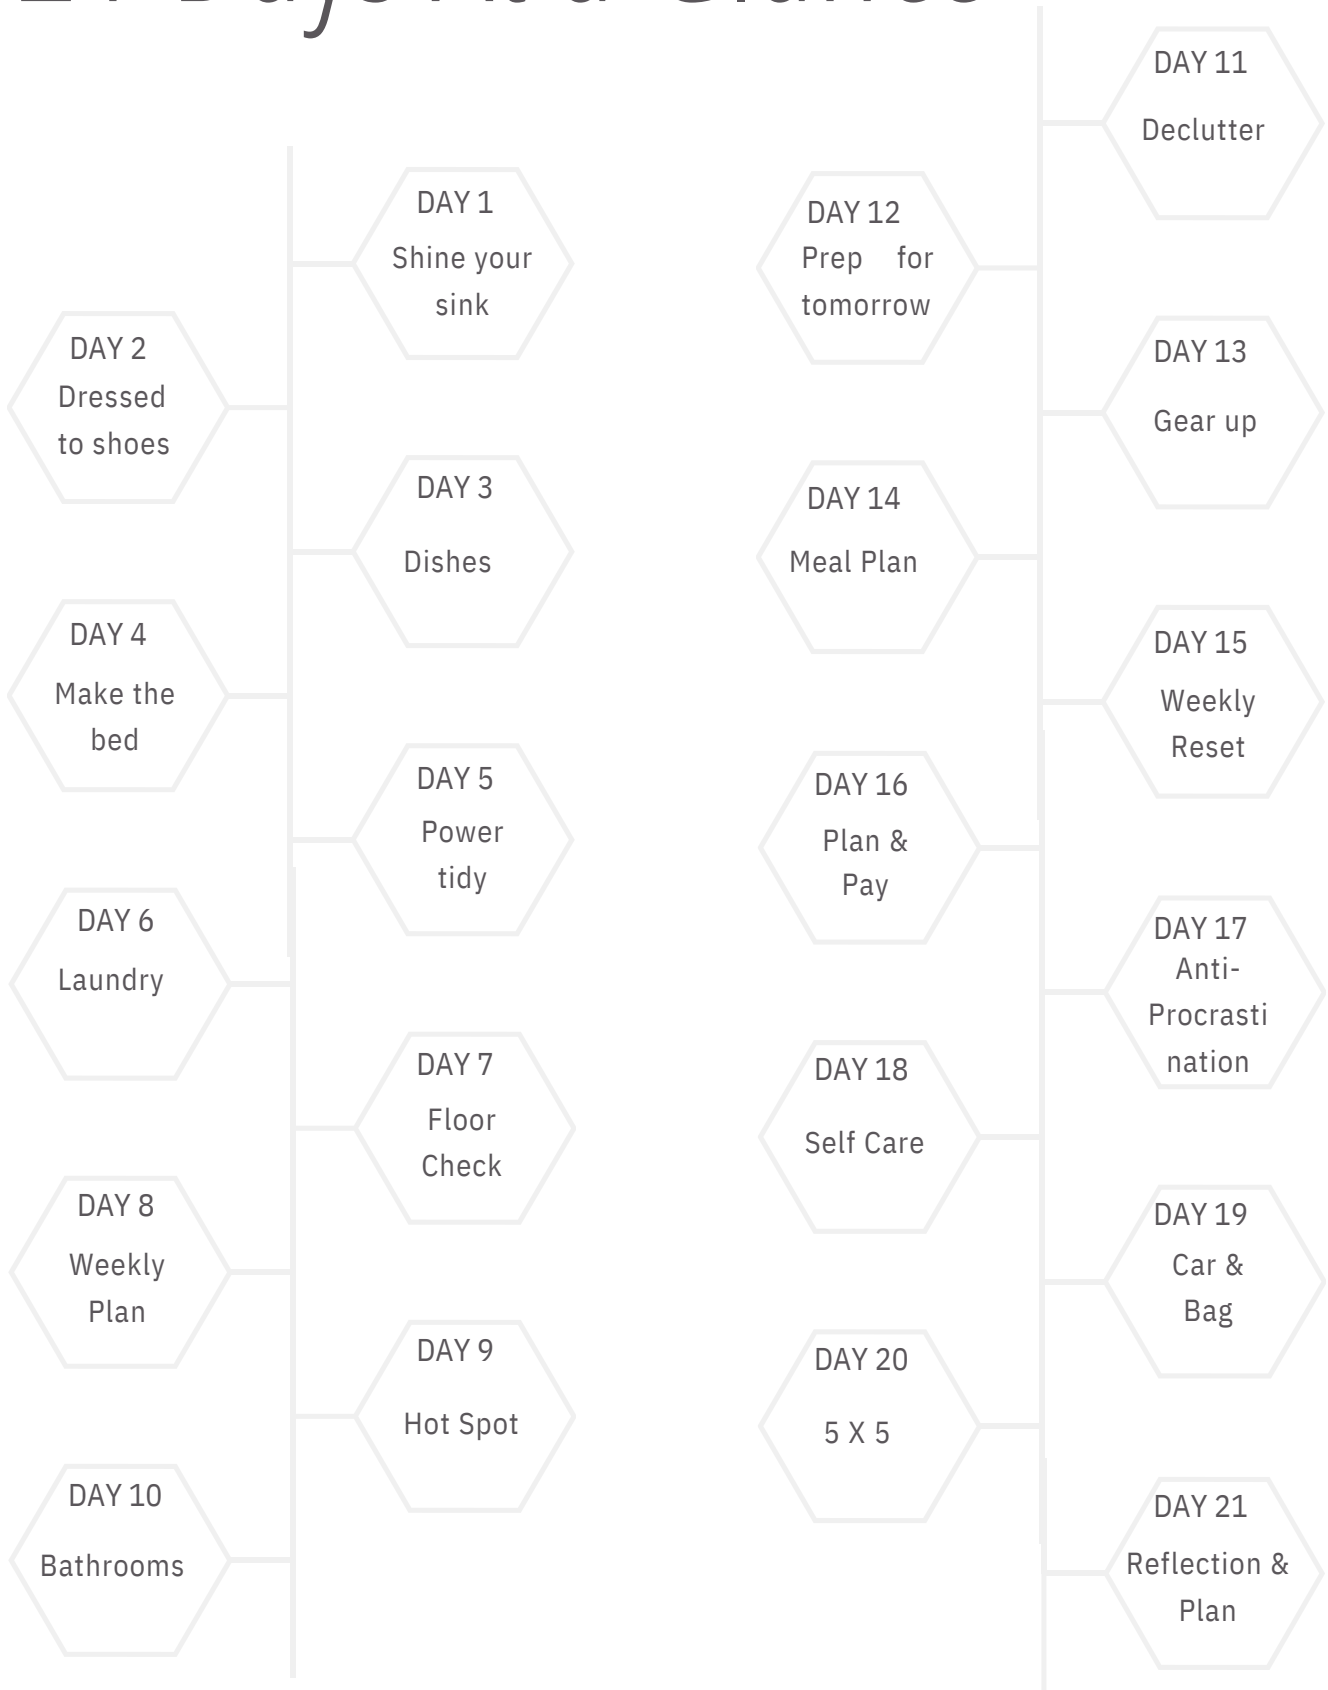 21 Days At a Glance
DAY 1
Shine your
sink
DAY 2
Dressed
to shoes
DAY 3
Dishes
DAY 4
Make the
bed
DAY 5
Power
tidy
DAY 6
Laundry
DAY 7
Floor
Check
DAY 8
Weekly
Plan
DAY 9
Hot Spot
DAY 10
Bathrooms
DAY 11
Declutter
DAY 12
Prep for
tomorrow
DAY 13
Gear up
DAY 14
Meal Plan
DAY 15
Weekly
Reset
DAY 16
Plan &
Pay
DAY 17
Anti-
Procrasti
nation
DAY 18
Self Care
DAY 19
Car &
Bag
DAY 20
5 X 5
DAY 21
Reflection &
Plan